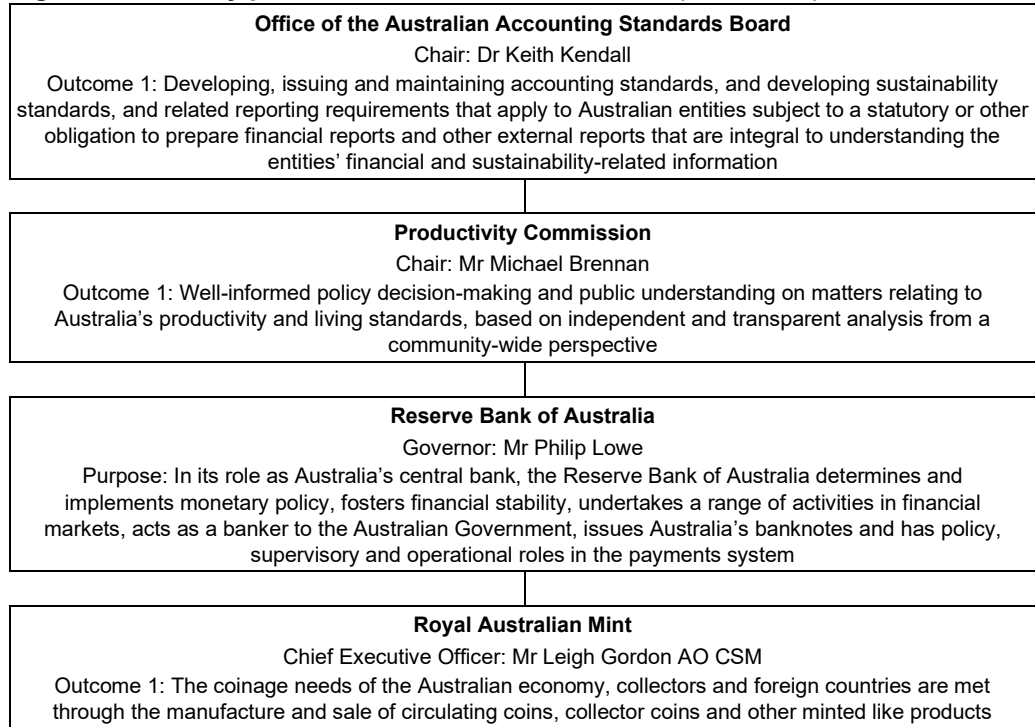 Office of the Australian Accounting Standards Board
Chair: Dr Keith Kendall
Outcome 1: Developing, issuing and maintaining accounting standards, and developing sustainability
standards, and related reporting requirements that apply to Australian entities subject to a statutory or other
obligation to prepare financial reports and other external reports that are integral to understanding the
entities’ financial and sustainability-related information
Productivity Commission
Chair: Mr Michael Brennan
Outcome 1: Well-informed policy decision-making and public understanding on matters relating to
Australia’s productivity and living standards, based on independent and transparent analysis from a
community-wide perspective
Reserve Bank of Australia
Governor: Mr Philip Lowe
Purpose: In its role as Australia’s central bank, the Reserve Bank of Australia determines and
implements monetary policy, fosters financial stability, undertakes a range of activities in financial
markets, acts as a banker to the Australian Government, issues Australia’s banknotes and has policy,
supervisory and operational roles in the payments system
Royal Australian Mint
Chief Executive Officer: Mr Leigh Gordon AO CSM
Outcome 1: The coinage needs of the Australian economy, collectors and foreign countries are met
through the manufacture and sale of circulating coins, collector coins and other minted like products